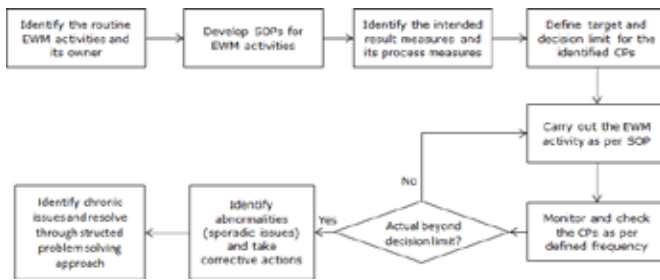 Identify the routine
EWM activities and
its owner
Develop SOPs for
EWM activities
Identify the intended
result measures and
its process measures
Define target and
decision limit for the
identified CPs
Carry out the EWM
activity as per SOP
No
Identify chronic
issues and resolve
through structed
problem solving
approach
Identify
abnormalities
(sporadic issues)
and take
corrective actions
Yes
Actual beyond
decision limit?
Monitor and check
the CPs as per
defined frequency